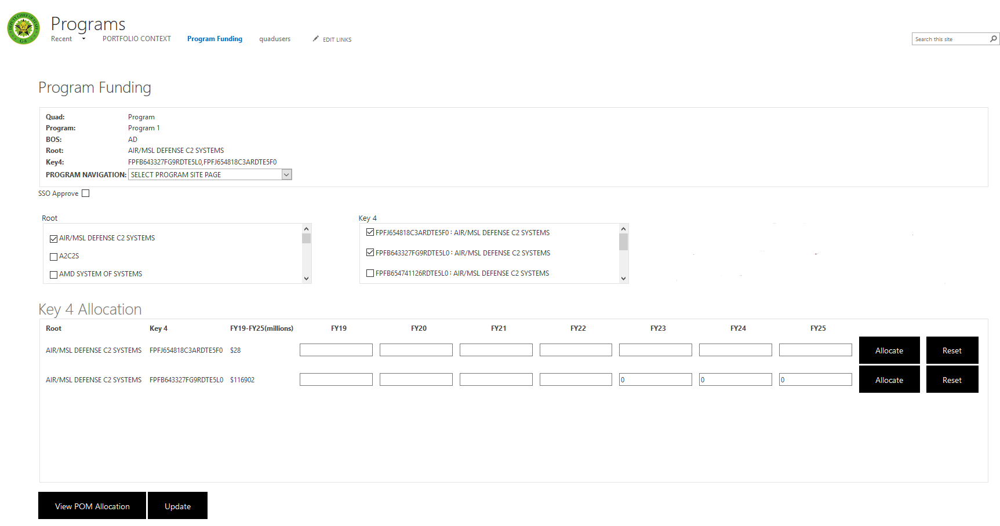 DEPUTY CHIEF OF STAFF
G-8
Programs
Recent PORTFOLIO CONTEXT Program Funding quadusers EDIT LINKS
Search this site
Program Funding
Quad: Program
Program: Program 1
BOS: AD
Root: AIR/MSL DEFENSE C2 SYSTEMS
Key4: FPFB643327FG9RDTE5L0,FPFJ654818C3ARDTE5F0
PROGRAM NAVIGATION: SELECT PROGRAM SITE PAGE
SSO Approve
Root
AIR/MSL DEFENSE C2 SYSTEMS
A2C2S
AMD SYSTEM OF SYSTEMS
Key 4
FPFJ654818C3ARDTE5F0 : AIR/MSL DEFENSE C2 SYSTEMS
FPFB643327FG9RDTE5L0 : AIR/MSL DEFENSE C2 SYSTEMS
FPFB654741126RDTE5L0 : AIR/MSL DEFENSE C2 SYSTEMS
Key 4 Allocation
Root Key 4 FY19-FY25(millions) FY19 FY20 FY21 FY22 FY23 FY24 FY25
AIR/MSL DEFENSE C2 SYSTEMS FPFJ654818C3ARDTE5F0 $28 Allocate Reset
AIR/MSL DEFENSE C2 SYSTEMS FPFB643327FG9RDTE5L0 $116902 0 0 0 Allocate Reset
View POM Allocation Update